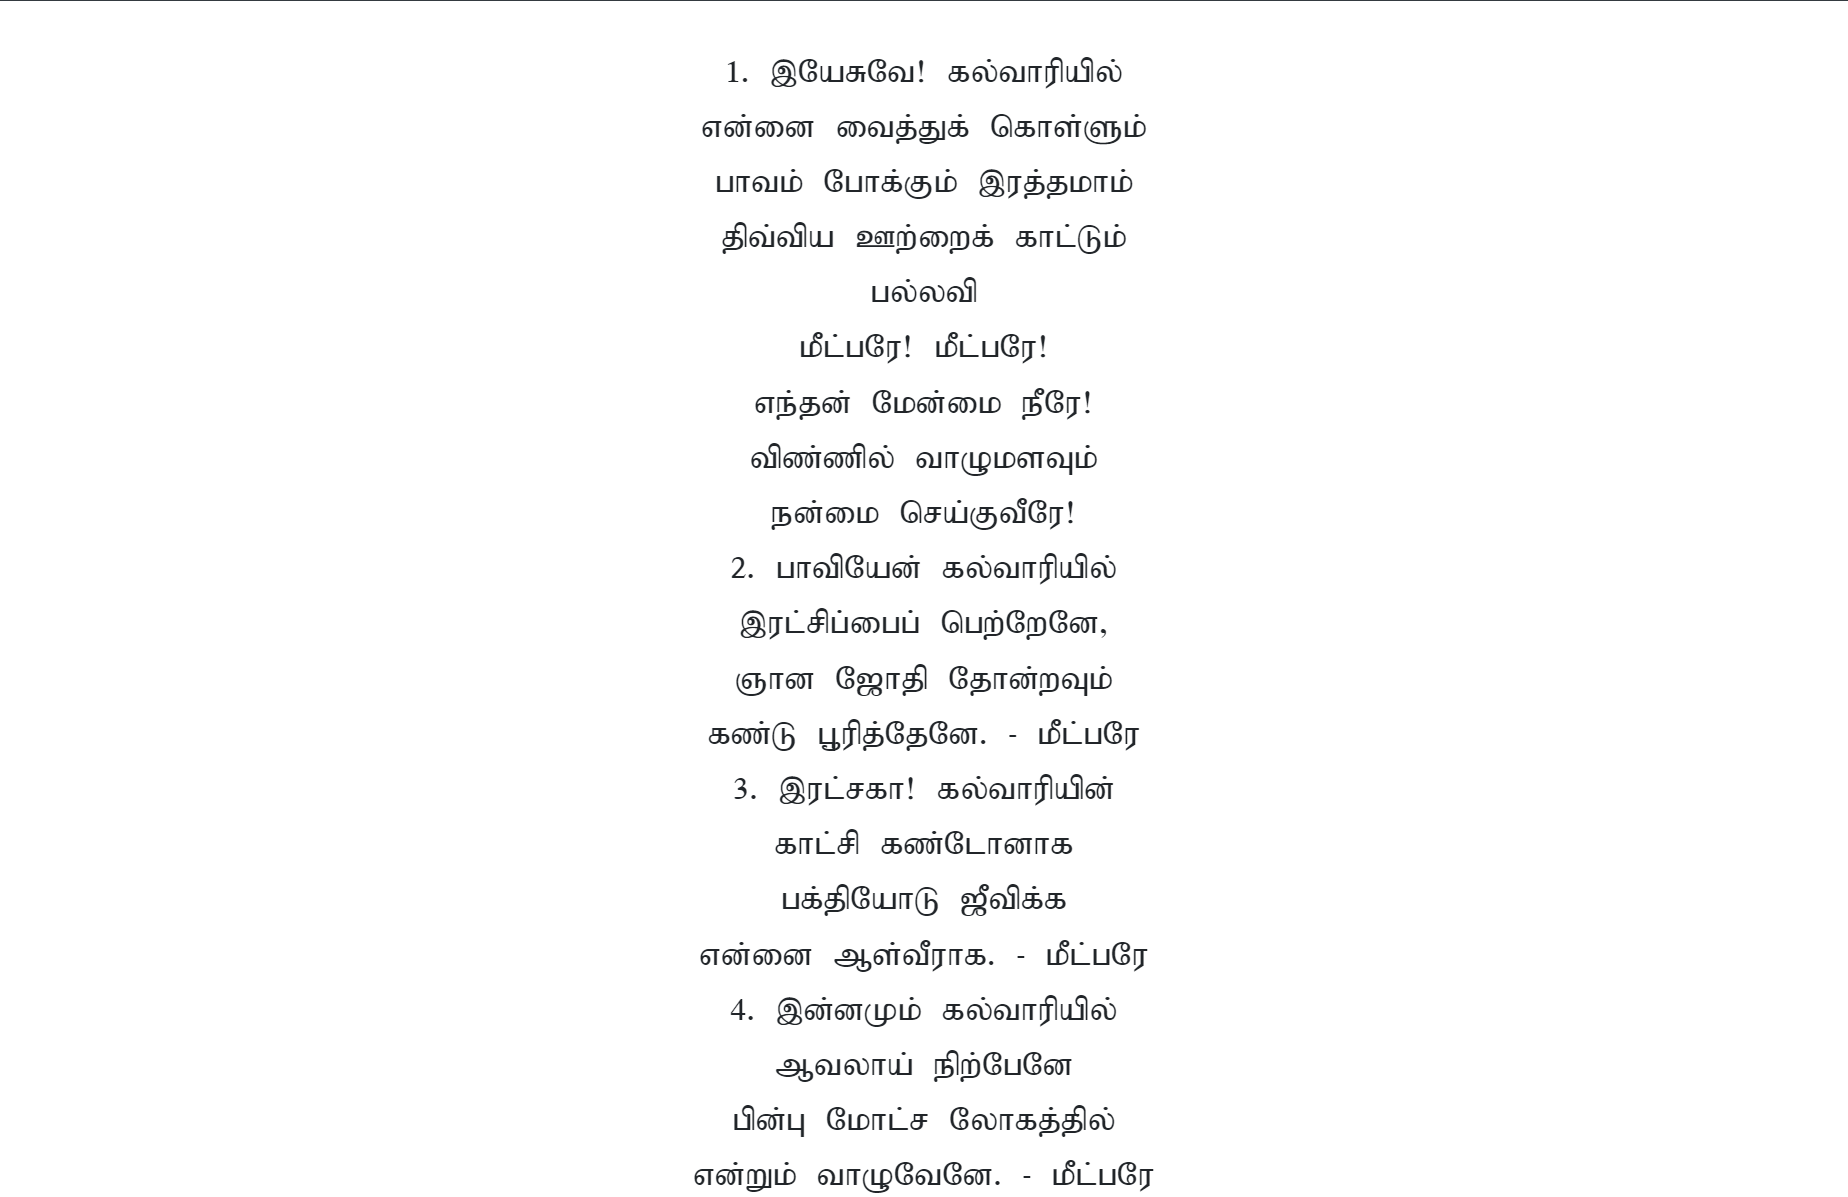 1. இயேசுவே! கல்வாரியில்
என்னை வைத்துக் கொள்ளும்
பாவம் போக்கும் இரத்தமாம்
திவ்விய ஊற்றைக் காட்டும்
பல்லவி
மீட்பரே! மீட்பரே!
எந்தன் மேன்மை நீரே!
விண்ணில் வாழுமளவும்
நன்மை செய்குவீரே!
2. பாவியேன் கல்வாரியில்
இரட்சிப்பைப் பெற்றேனே,
ஞான ஜோதி தோன்றவும்
கண்டு பூரித்தேனே. - மீட்பரே
3. இரட்சகா! கல்வாரியின்
காட்சி கண்டோனாக
பக்தியோடு ஜீவிக்க
என்னை ஆள்வீராக. - மீட்பரே
4. இன்னமும் கல்வாரியில்
ஆவலாய் நிற்பேனே
பின்பு மோட்ச லோகத்தில்
என்றும் வாழுவேனே. - மீட்பரே